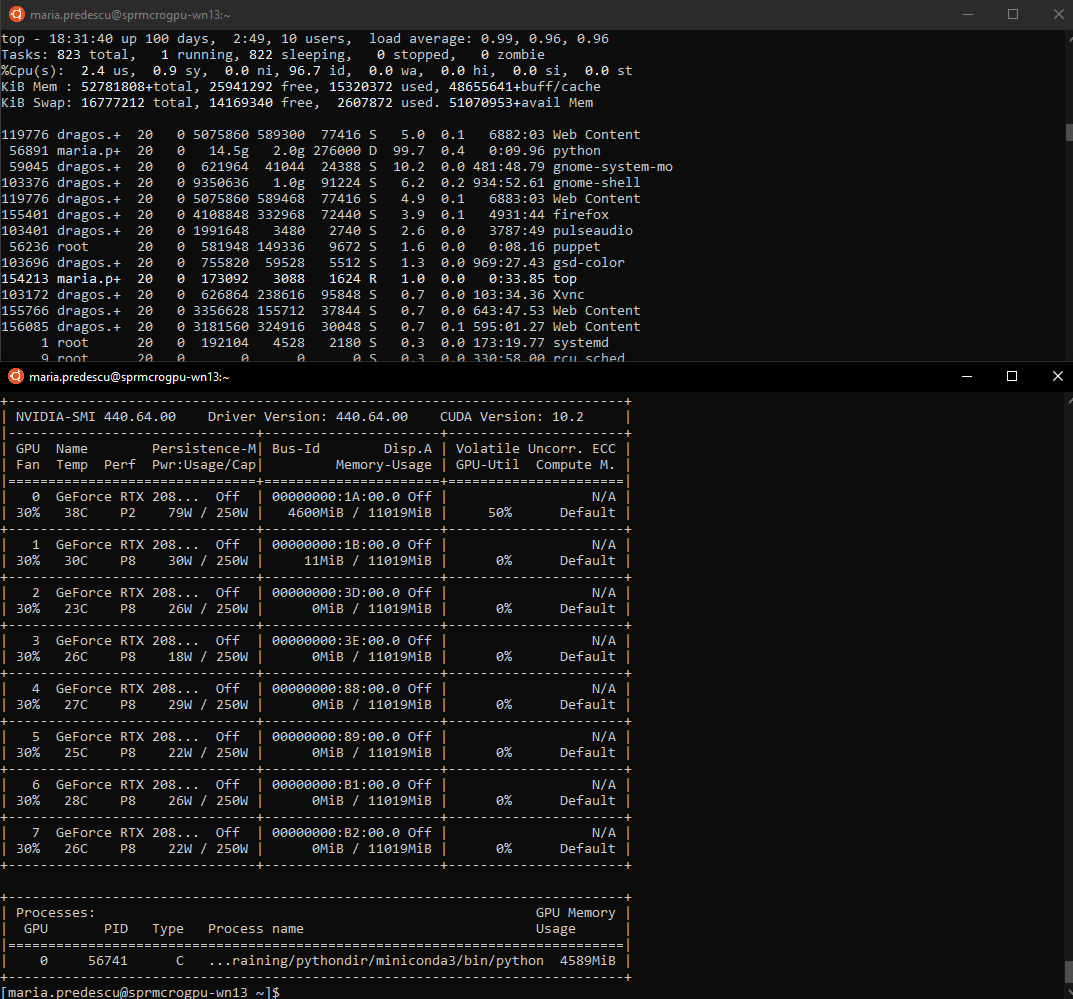 maria.predescu@sprmcrogpu-wn13:~
top - 18:31:40 up 100 days,  2:49, 10 users,  load average: 0.99, 0.96, 0.96
Tasks: 823 total,   1 running, 822 sleeping,   0 stopped,   0 zombie
%Cpu(s):  2.4 us,  0.9 sy,  0.0 ni, 96.7 id,  0.0 wa,  0.0 hi,  0.0 si,  0.0 st
KiB Mem : 52781808+total, 25941292 free, 15320372 used, 48655641+buff/cache
KiB Swap: 16777212 total, 14169340 free,  2607872 used. 51070953+avail Mem
119776 dragos.+  20   0 5075860 589300  77416 S   5.0  0.1   6882:03 Web Content
 56891 maria.p+  20   0   14.5g   2.0g 276000 D  99.7  0.4   0:09.96 python
 59045 dragos.+  20   0  621964  41044  24388 S  10.2  0.0 481:48.79 gnome-system-mo
103376 dragos.+  20   0 9350636   1.0g  91224 S   6.2  0.2 934:52.61 gnome-shell
119776 dragos.+  20   0 5075860 589468  77416 S   4.9  0.1   6883:03 Web Content
155401 dragos.+  20   0 4108848 332968  72440 S   3.9  0.1   4931:44 firefox
103401 dragos.+  20   0 1991648   3480   2740 S   2.6  0.0   3787:49 pulseaudio
 56236 root      20   0  581948 149336   9672 S   1.6  0.0   0:08.16 puppet
103696 dragos.+  20   0  755820  59528   5512 S   1.3  0.0 969:27.43 gsd-color
154213 maria.p+  20   0  173092   3088   1624 R   1.0  0.0   0:33.85 top
103172 dragos.+  20   0  626864 238616  95848 S   0.7  0.0 103:34.36 Xvnc
155766 dragos.+  20   0 3356628 155712  37844 S   0.7  0.0 643:47.53 Web Content
156085 dragos.+  20   0 3181560 324916  30048 S   0.7  0.1 595:01.27 Web Content
     1 root      20   0  192104   4528   2180 S   0.3  0.0 173:19.77 systemd
     9 root      20   0       0      0      0 S   0.3  0.0 330:58.00 rcu_sched
maria.predescu@sprmcrogpu-wn13:~
+-----------------------------------------------------------------------------+
| NVIDIA-SMI 440.64.00    Driver Version: 440.64.00    CUDA Version: 10.2     |
|-------------------------------+----------------------+----------------------+
| GPU  Name        Persistence-M| Bus-Id        Disp.A | Volatile Uncorr. ECC |
| Fan  Temp  Perf  Pwr:Usage/Cap|         Memory-Usage | GPU-Util  Compute M. |
|===============================+======================+======================|
|   0  GeForce RTX 208...  Off  | 00000000:1A:00.0 Off |                  N/A |
| 30%   38C    P2    79W / 250W |   4600MiB / 11019MiB |     50%      Default |
+-------------------------------+----------------------+----------------------+
|   1  GeForce RTX 208...  Off  | 00000000:1B:00.0 Off |                  N/A |
| 30%   30C    P8    30W / 250W |     11MiB / 11019MiB |      0%      Default |
+-------------------------------+----------------------+----------------------+
|   2  GeForce RTX 208...  Off  | 00000000:3D:00.0 Off |                  N/A |
| 30%   23C    P8    26W / 250W |      0MiB / 11019MiB |      0%      Default |
+-------------------------------+----------------------+----------------------+
|   3  GeForce RTX 208...  Off  | 00000000:3E:00.0 Off |                  N/A |
| 30%   26C    P8    18W / 250W |      0MiB / 11019MiB |      0%      Default |
+-------------------------------+----------------------+----------------------+
|   4  GeForce RTX 208...  Off  | 00000000:88:00.0 Off |                  N/A |
| 30%   27C    P8    29W / 250W |      0MiB / 11019MiB |      0%      Default |
+-------------------------------+----------------------+----------------------+
|   5  GeForce RTX 208...  Off  | 00000000:89:00.0 Off |                  N/A |
| 30%   25C    P8    22W / 250W |      0MiB / 11019MiB |      0%      Default |
+-------------------------------+----------------------+----------------------+
|   6  GeForce RTX 208...  Off  | 00000000:B1:00.0 Off |                  N/A |
| 30%   28C    P8    26W / 250W |      0MiB / 11019MiB |      0%      Default |
+-------------------------------+----------------------+----------------------+
|   7  GeForce RTX 208...  Off  | 00000000:B2:00.0 Off |                  N/A |
| 30%   26C    P8    22W / 250W |      0MiB / 11019MiB |      0%      Default |
+-------------------------------+----------------------+----------------------+
+-----------------------------------------------------------------------------+
| Processes:                                                       GPU Memory |
|  GPU       PID   Type   Process name                             Usage      |
|=============================================================================|
|    0     56741      C   ...raining/pythondir/miniconda3/bin/python  4589MiB |
+-----------------------------------------------------------------------------+
[maria.predescu@sprmcrogpu-wn13 ~]$